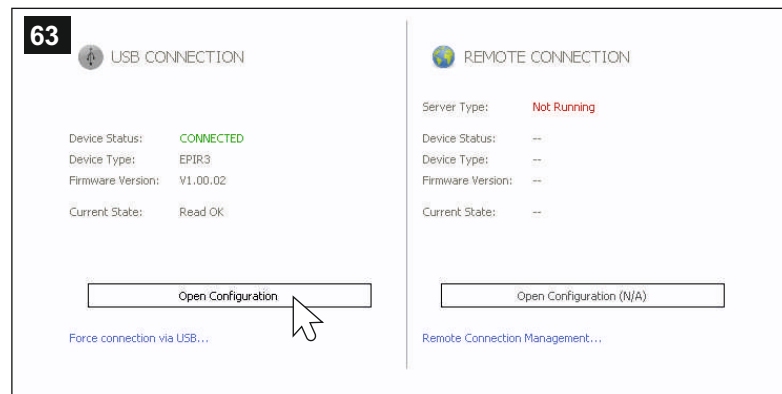 63
USB CONNECTION
Device Status: CONNECTED
Device Type: EPIR3
Firmware Version: V1.00.02
Current State: Read OK
Open Configuration
Force connection via USB...
REMOTE CONNECTION
Server Type: Not Running
Device Status: --
Device Type: --
Firmware Version: --
Current State: --
Open Configuration (N/A)
Remote Connection Management...